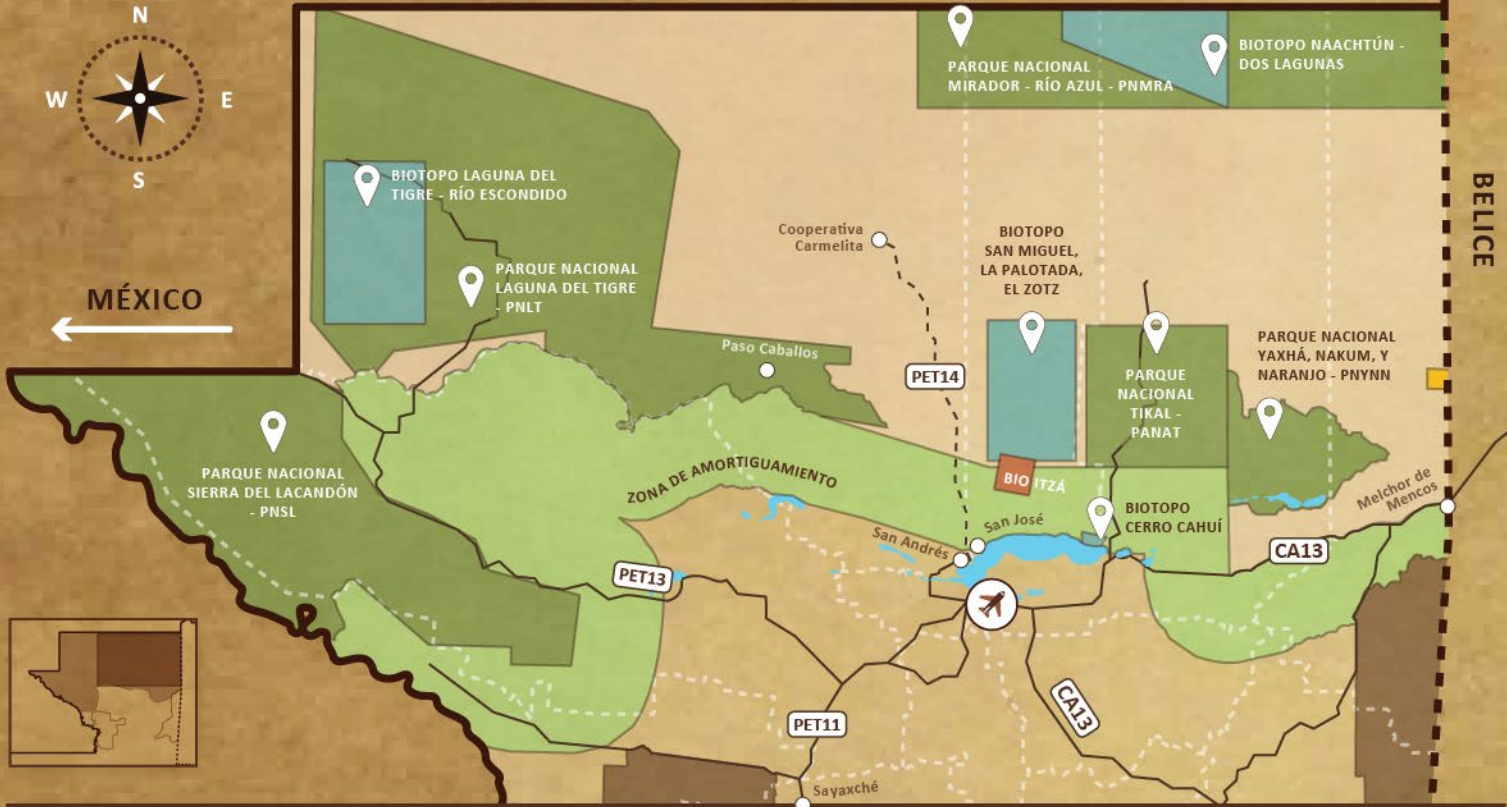 N
W
E
S
MÉXICO
PARQUE NACIONAL
MIRADOR - RÍO AZUL - PNMRA
BIOTOPO NAACHTÚN -
DOS LAGUNAS
BELICE
BIOTOPO LAGUNA DEL
TIGRE - RÍO ESCONDIDO
PARQUE NACIONAL
LAGUNA DEL TIGRE
- PNLT
Cooperativa
Carmelita
BIOTOPO
SAN MIGUEL,
LA PALOTADA,
EL ZOTZ
Paso Caballos
PET14
PARQUE
NACIONAL
TIKAL -
PANAT
PARQUE NACIONAL
YAXHÁ, NAKUM, Y
NARANJO - PNYNN
PARQUE NACIONAL
SIERRA DEL LACANDÓN
- PNSL
ZONA DE AMORTIGUAMIENTO
BIO ITZÁ
San José
San Andrés
BIOTOPO
CERRO CAHUÍ
Melchor de
Mencos
CA13
PET13
CA13
PET11
Sayaxché